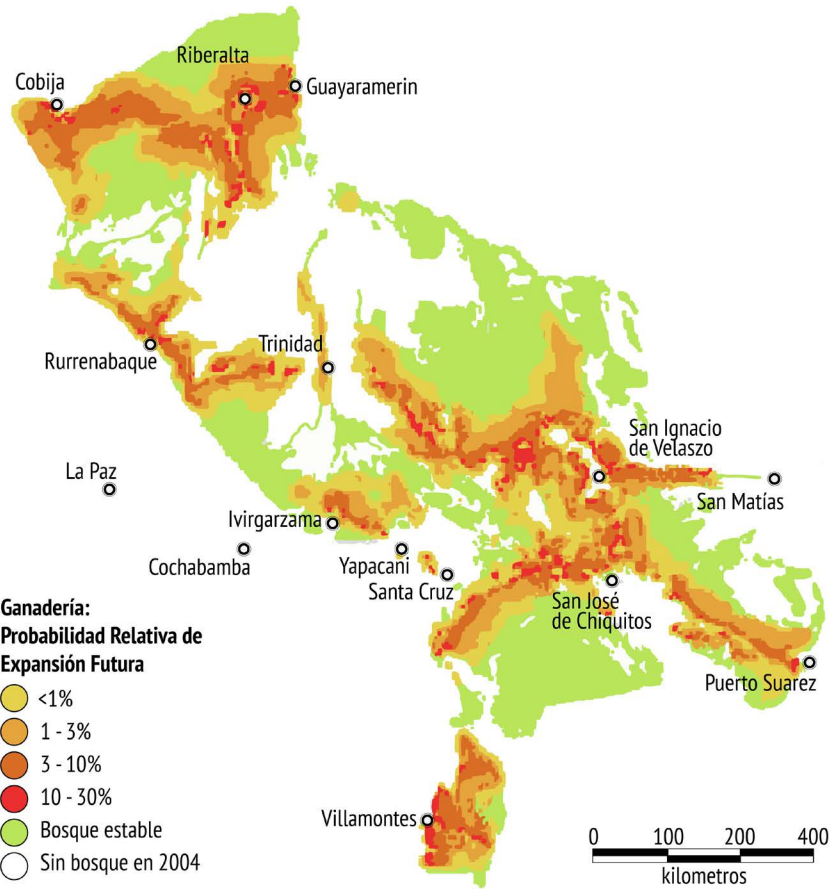 Riberalta
Cobija
Guayaramerin
Rurrenabaque
Trinidad
San Ignacio
de Velaszo
La Paz
San Matías
Ivirgarzama
Cochabamba
Yapacani
Santa Cruz
San José
de Chiquitos
Puerto Suarez
Villamontes
Ganadería:
Probabilidad Relativa de
Expansión Futura
<1%
1 - 3%
3 - 10%
10 - 30%
Bosque estable
Sin bosque en 2004
0 100 200 400
kilometros